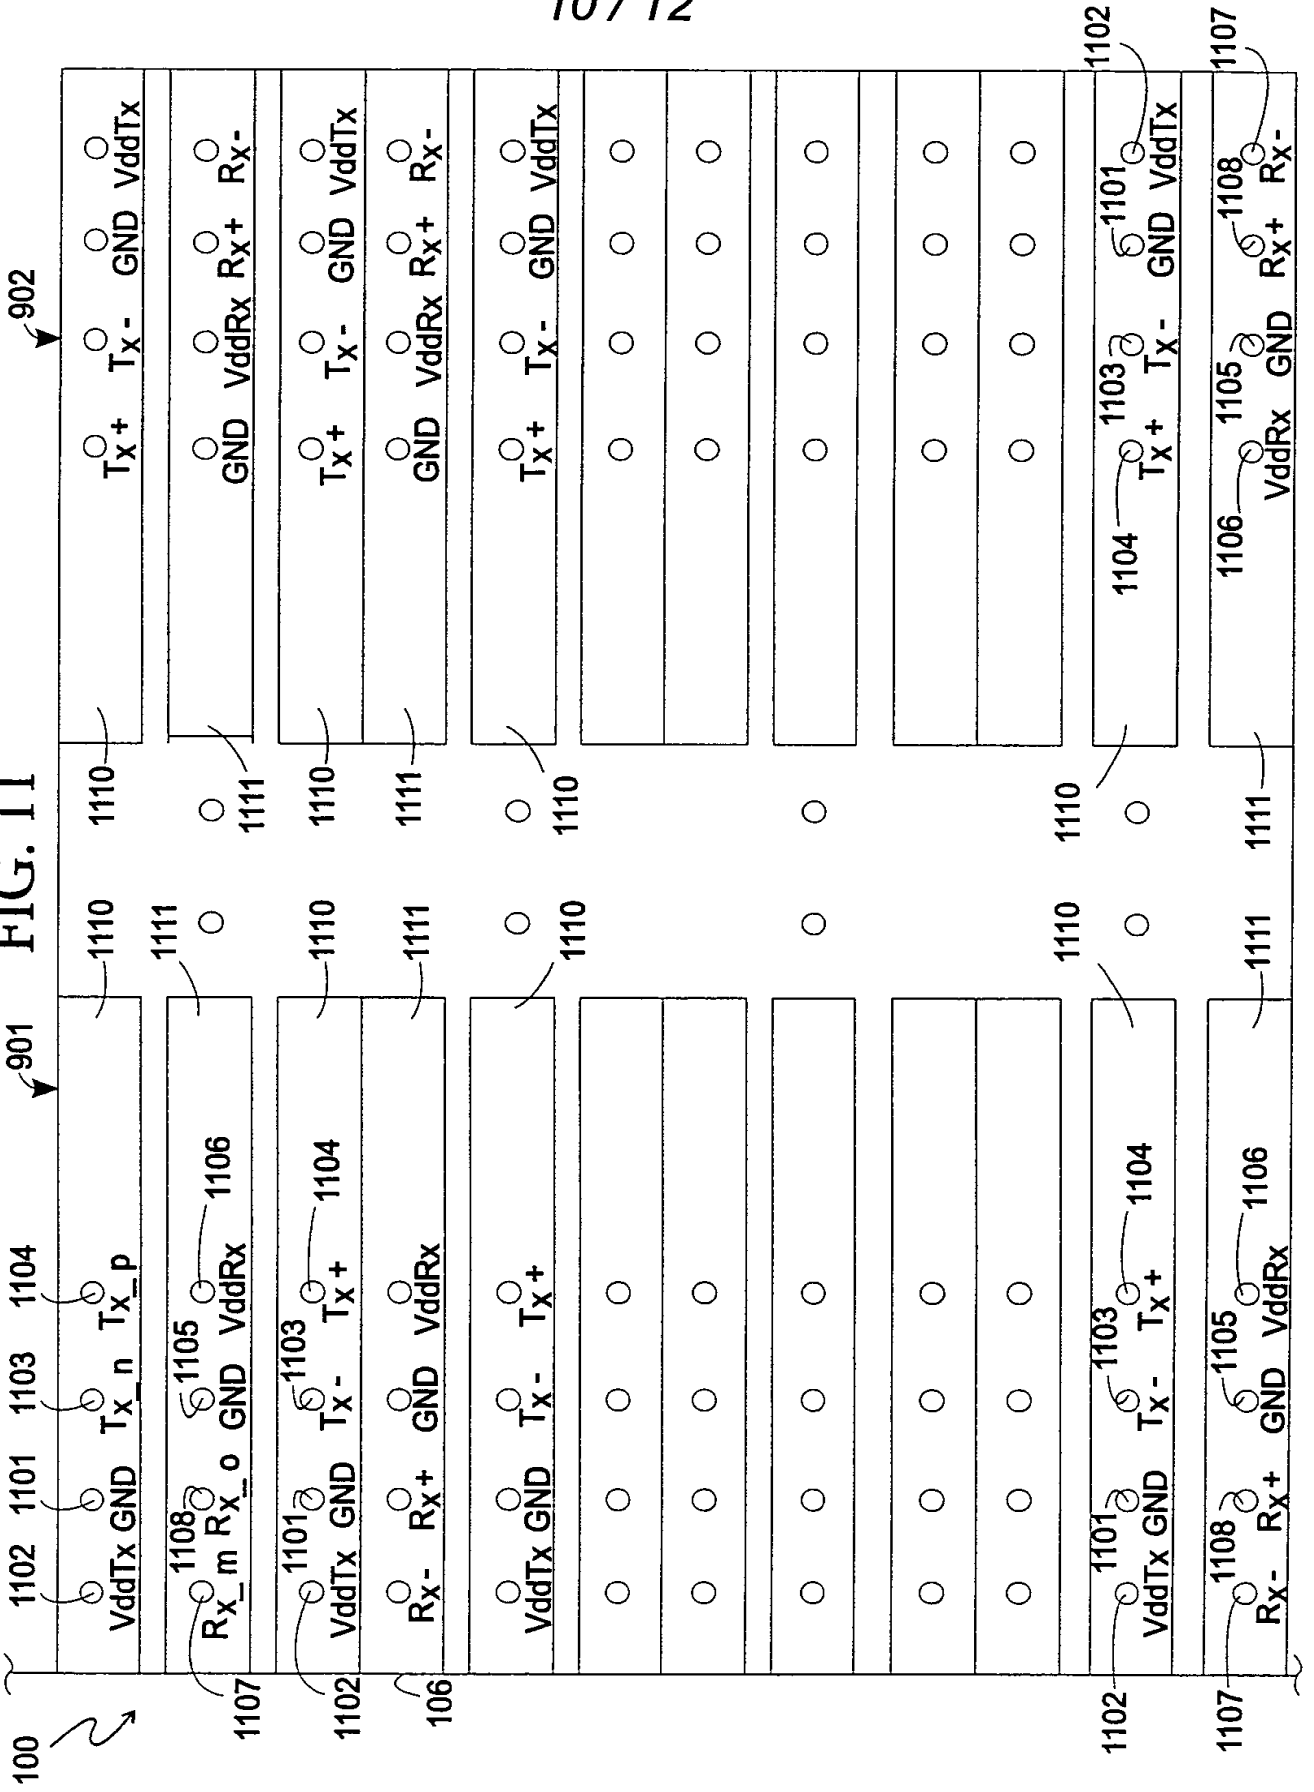 10 / 12
FIG. 11
100
901
902
1102
1101
1103
1104
1110
1110
VddTx GND Tx_n Tx_p
Tx+ Tx- GND VddTx
1107
1108
1105
1106
1111
1111
Rx_m Rx_o GND VddRx
GND VddRx Rx+ Rx-
1102
1101
1103
1104
1110
1110
VddTx GND Tx- Tx+
Tx+ Tx- GND VddTx
106
1111
1111
Rx- Rx+ GND VddRx
GND VddRx Rx+ Rx-
1110
1110
VddTx GND Tx- Tx+
Tx+ Tx- GND VddTx
1102
1101
1103
1104
1110
1110
1104
1103
1101
1102
VddTx GND Tx- Tx+
Tx+ Tx- GND VddTx
1107
1108
1105
1106
1111
1111
1106
1105
1108
1107
Rx- Rx+ GND VddRx
VddRx GND Rx+ Rx-